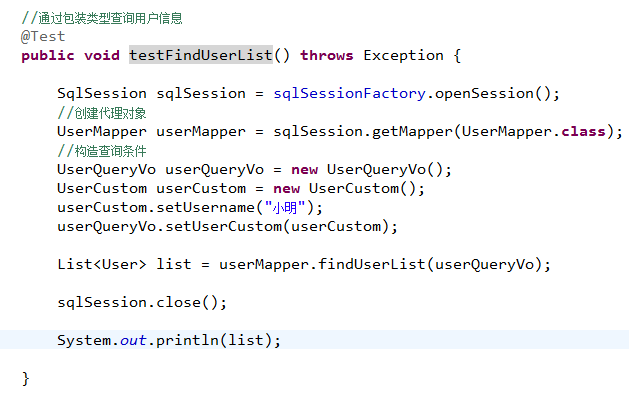 //通过包装类型查询用户信息
@Test
public void testFindUserList() throws Exception {
SqlSession sqlSession = sqlSessionFactory.openSession();
//创建代理对象
UserMapper userMapper = sqlSession.getMapper(UserMapper.class);
//构造查询条件
UserQueryVo userQueryVo = new UserQueryVo();
UserCustom userCustom = new UserCustom();
userCustom.setUsername("小明");
userQueryVo.setUserCustom(userCustom);
List<User> list = userMapper.findUserList(userQueryVo);
sqlSession.close();
System.out.println(list);
}